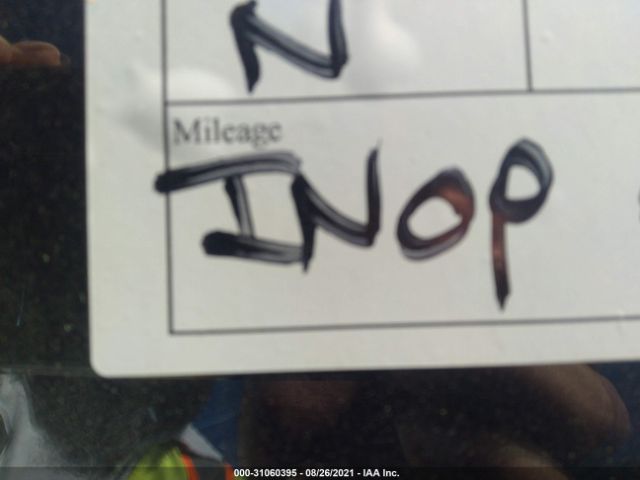 N
Mileage
INOP
000-31060395 - 08/26/2021 - IAA Inc.